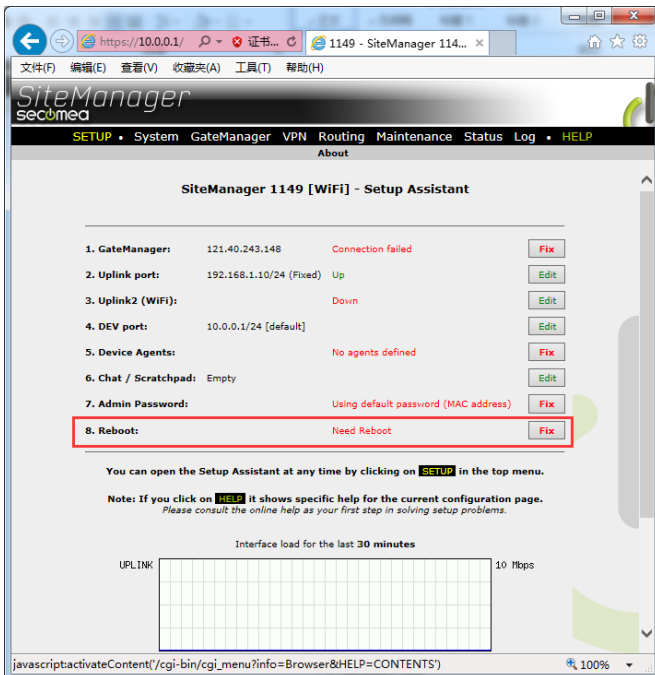 https://10.0.0.1/ 证书... 1149 - SiteManager 114...
文件(F) 编辑(E) 查看(V) 收藏夹(A) 工具(T) 帮助(H)
SiteManager
secomea
SETUP • System GateManager VPN Routing Maintenance Status Log • HELP
About
SiteManager 1149 [WiFi] - Setup Assistant
1. GateManager: 121.40.243.148 Connection failed Fix
2. Uplink port: 192.168.1.10/24 (Fixed) Up Edit
3. Uplink2 (WiFi): Down Edit
4. DEV port: 10.0.0.1/24 [default] Edit
5. Device Agents: No agents defined Fix
6. Chat / Scratchpad: Empty Edit
7. Admin Password: Using default password (MAC address) Fix
8. Reboot: Need Reboot Fix
You can open the Setup Assistant at any time by clicking on SETUP in the top menu.
Note: If you click on HELP it shows specific help for the current configuration page.
Please consult the online help as your first step in solving setup problems.
Interface load for the last 30 minutes
UPLINK 10 Mbps
javascript:activateContent('/cgi-bin/cgi_menu?info=Browser&HELP=CONTENTS') 100%